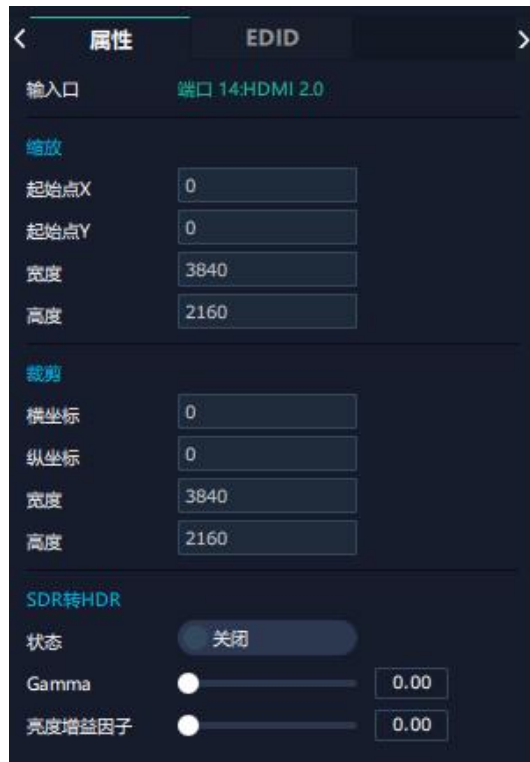 属性 EDID
输入口 端口 14:HDMI 2.0
缩放
起始点X 0
起始点Y 0
宽度 3840
高度 2160
裁剪
横坐标 0
纵坐标 0
宽度 3840
高度 2160
SDR转HDR
状态 关闭
Gamma 0.00
亮度增益因子 0.00